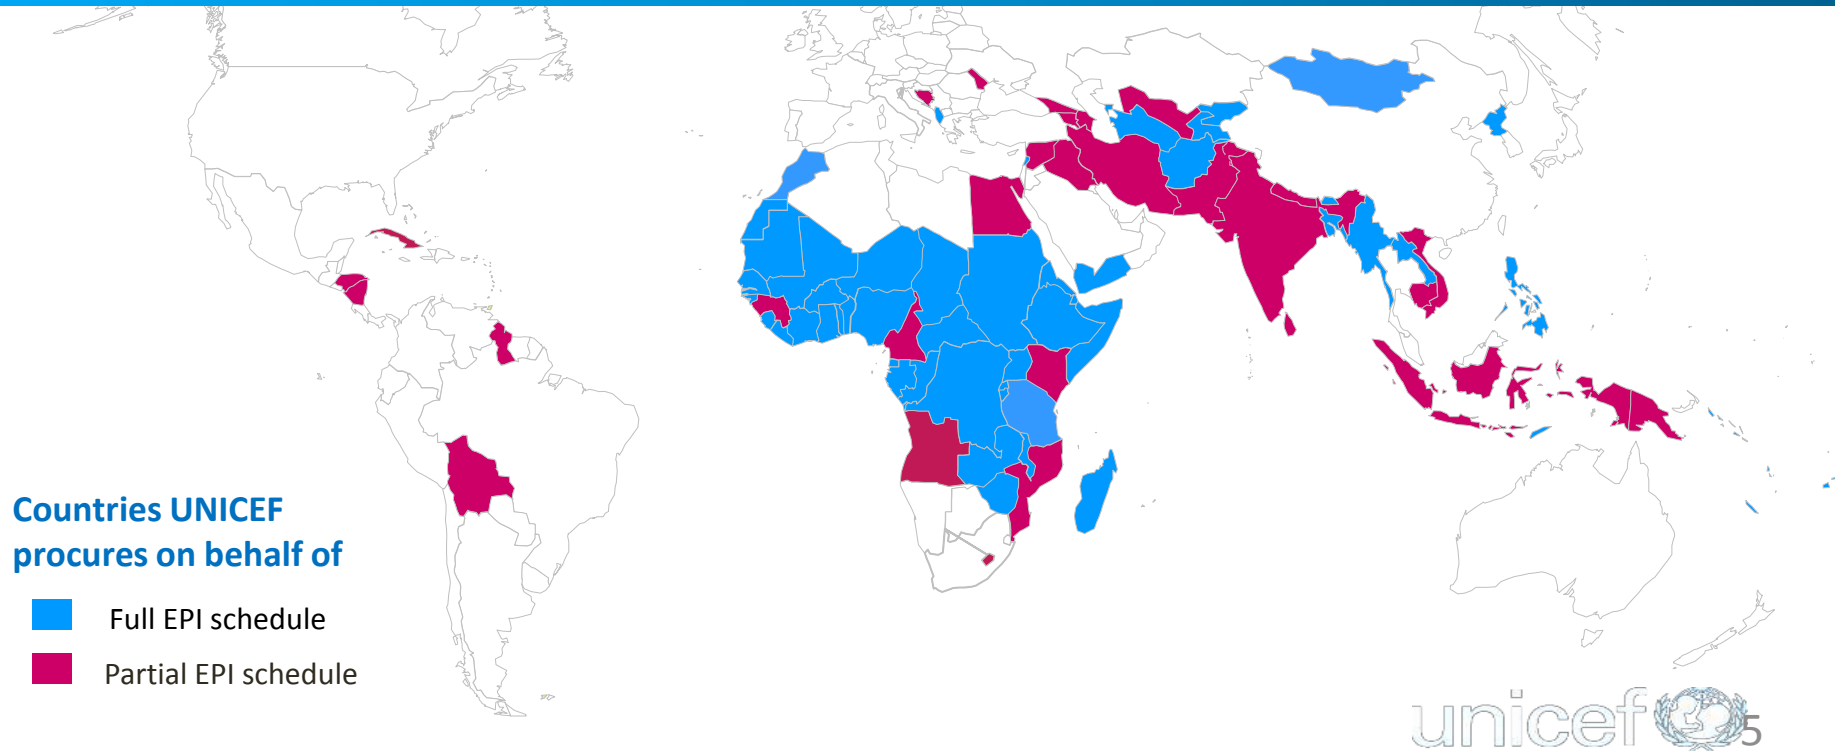 Countries UNICEF
procures on behalf of
Full EPI schedule
Partial EPI schedule
unicef
5